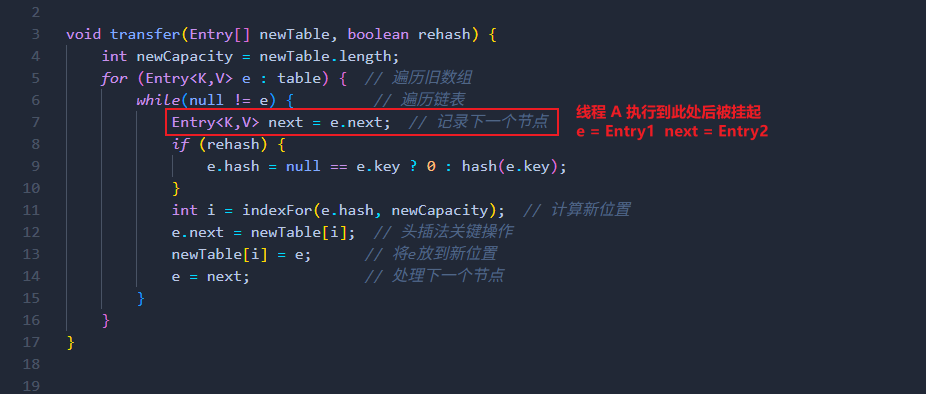 2
3 void transfer(Entry[] newTable, boolean rehash) {
4 int newCapacity = newTable.length;
5 for (Entry<K,V> e : table) { // 遍历旧数组
6 while(null != e) { // 遍历链表
7 Entry<K,V> next = e.next; // 记录下一个节点
线程 A 执行到此处后被挂起
e = Entry1 next = Entry2
8 if (rehash) {
9 e.hash = null == e.key ? 0 : hash(e.key);
10 }
11 int i = indexFor(e.hash, newCapacity); // 计算新位置
12 e.next = newTable[i]; // 头插法关键操作
13 newTable[i] = e; // 将e放到新位置
14 e = next; // 处理下一个节点
15 }
16 }
17 }
18
19